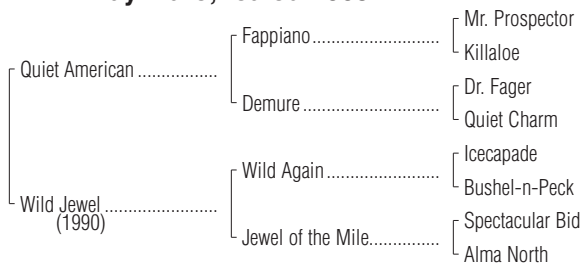 Mr. Prospector
Fappiano
Killaloe
Quiet American
Dr. Fager
Demure
Quiet Charm
Icecapade
Wild Again
Bushel-n-Peck
Wild Jewel
(1990)
Spectacular Bid
Jewel of the Mile
Alma North